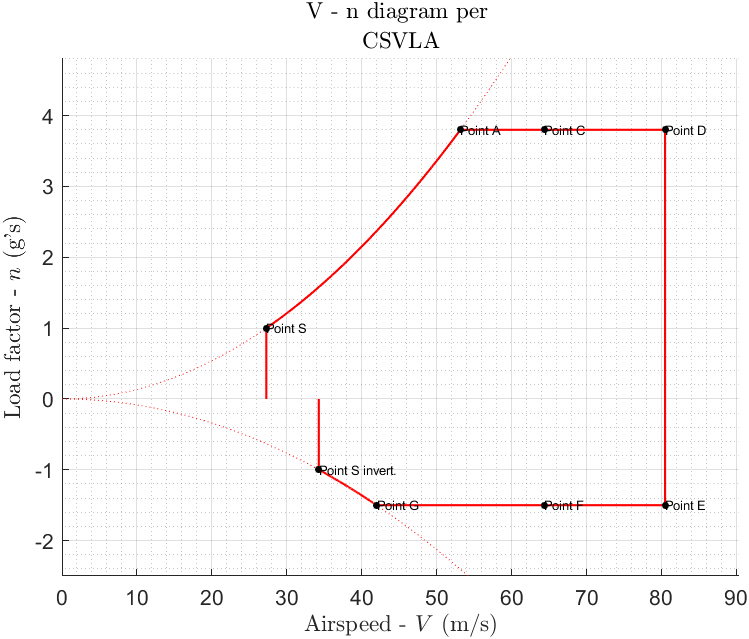 V - n diagram per
CSVLA
Load factor - n (g's)
4
3
2
1
0
-1
-2
Point A
Point C
Point D
Point S
Point S invert.
Point G
Point F
Point E
0 10 20 30 40 50 60 70 80 90
Airspeed - V (m/s)